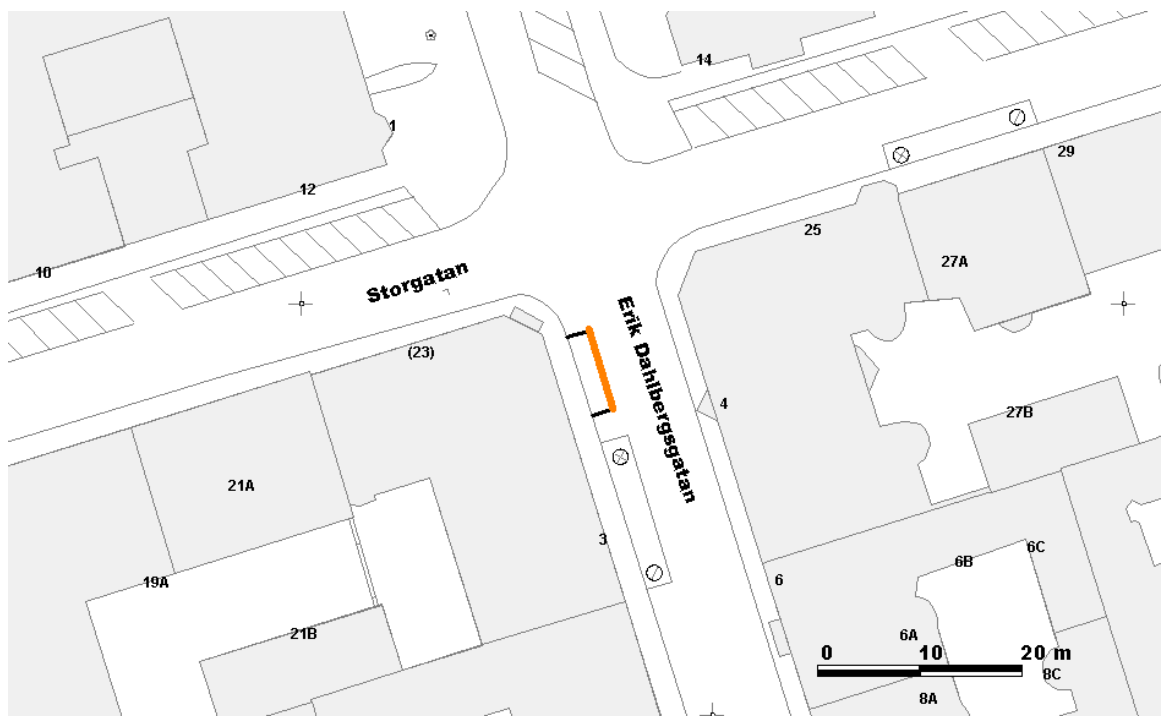 14
1
29
12
25
27A
10
Storgatan
Erik Dahlbergsgatan
(23)
4
27B
21A
3
6C
6B
19A
6
21B
6A
0 10 20 m
8C
8A